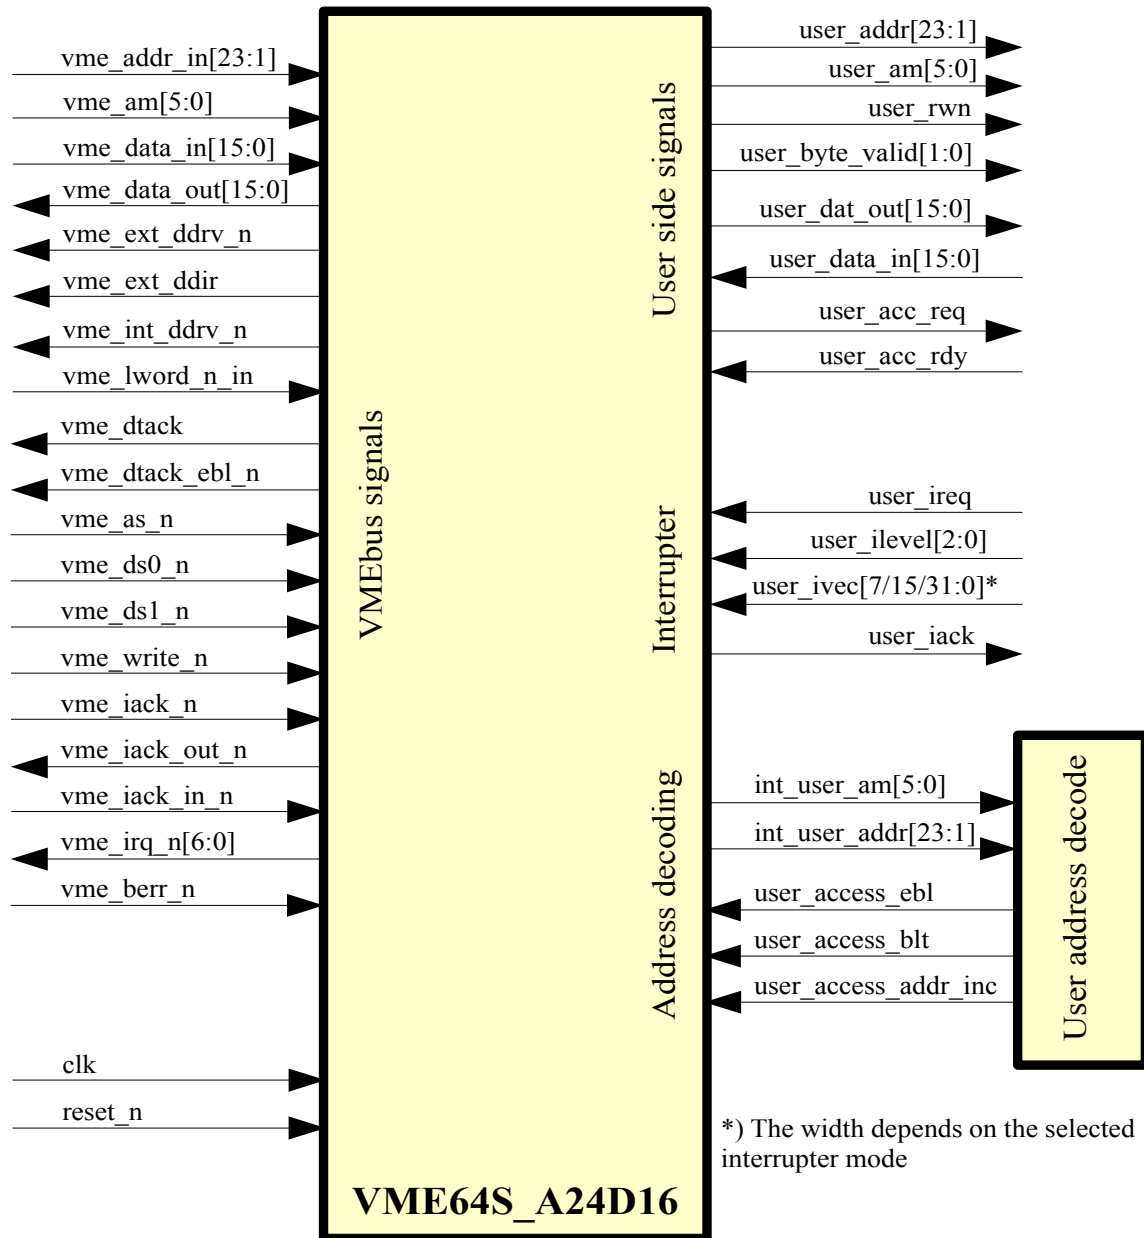 vme_addr_in[23:1]
vme_am[5:0]
vme_data_in[15:0]
vme_data_out[15:0]
vme_ext_ddrv_n
vme_ext_ddir
vme_int_ddrv_n
vme_lword_n_in
vme_dtack
vme_dtack_ebl_n
vme_as_n
vme_ds0_n
vme_ds1_n
vme_write_n
vme_iack_n
vme_iack_out_n
vme_iack_in_n
vme_irq_n[6:0]
vme_berr_n
clk
reset_n
VMEbus signals
User side signals
Interrupter
Address decoding
VME64S_A24D16
user_addr[23:1]
user_am[5:0]
user_rwn
user_byte_valid[1:0]
user_dat_out[15:0]
user_data_in[15:0]
user_acc_req
user_acc_rdy
user_ireq
user_ilevel[2:0]
user_ivec[7/15/31:0]*
user_iack
int_user_am[5:0]
int_user_addr[23:1]
user_access_ebl
user_access_blt
user_access_addr_inc
User address decode
*) The width depends on the selected
interrupter mode